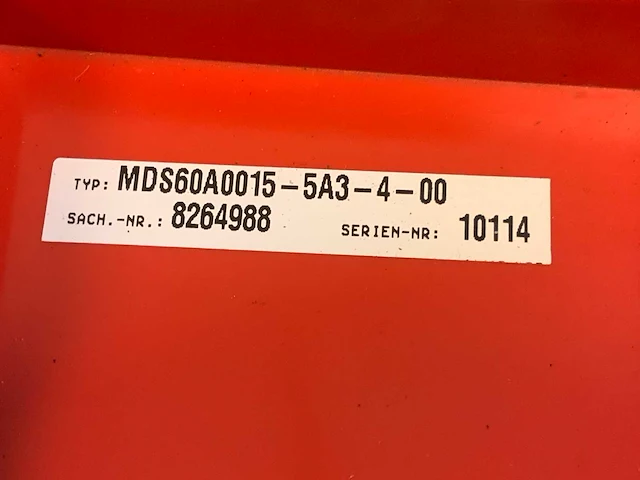 TYP: MDS60A0015-5A3-4-00
SACH.-NR.: 8264988 SERIEN-NR: 10114